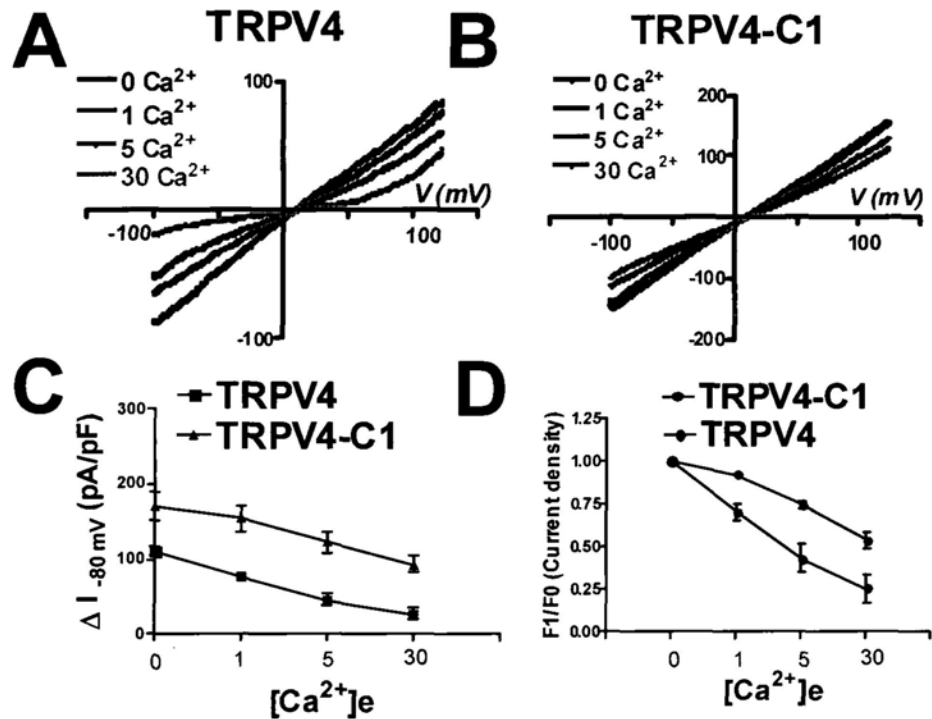 A
TRPV4
100
0 Ca²⁺
1 Ca²⁺
5 Ca²⁺
30 Ca²⁺
V (mV)
-100
100
-100
B
TRPV4-C1
200
0 Ca²⁺
1 Ca²⁺
5 Ca²⁺
30 Ca²⁺
100
V (mV)
-100
100
-100
-200
C
TRPV4
TRPV4-C1
300
200
100
0
Δ I -80 mV (pA/pF)
0
1
5
30
[Ca²⁺]e
D
TRPV4-C1
TRPV4
1.25
1.00
0.75
0.50
0.25
0.00
F1/F0 (Current density)
0
1
5
30
[Ca²⁺]e